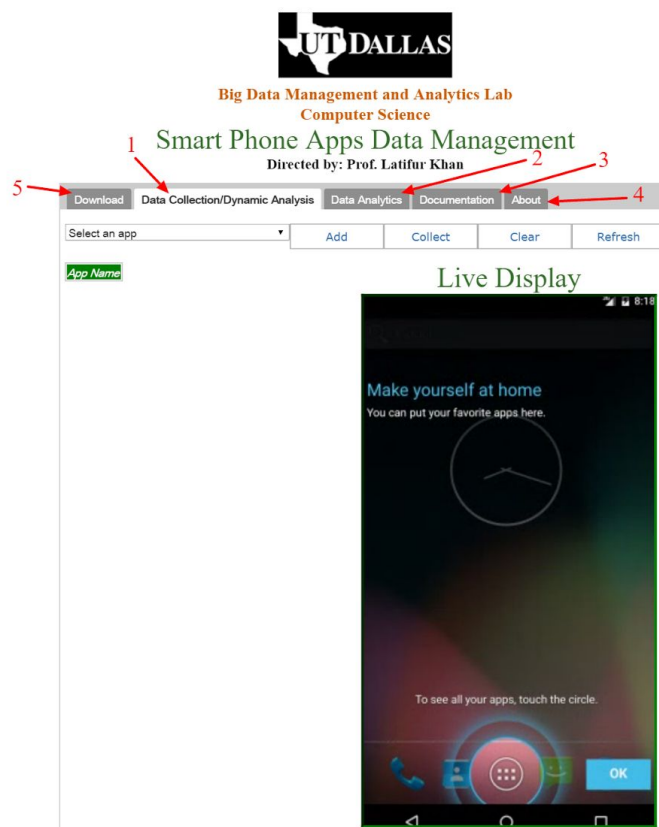 UT DALLAS
Big Data Management and Analytics Lab
Computer Science
Smart Phone Apps Data Management
Directed by: Prof. Latifur Khan
1
2
3
4
5
Download Data Collection/Dynamic Analysis Data Analytics Documentation About
Select an app Add Collect Clear Refresh
App Name
Live Display
8:18
Make yourself at home
You can put your favorite apps here.
To see all your apps, touch the circle.
OK